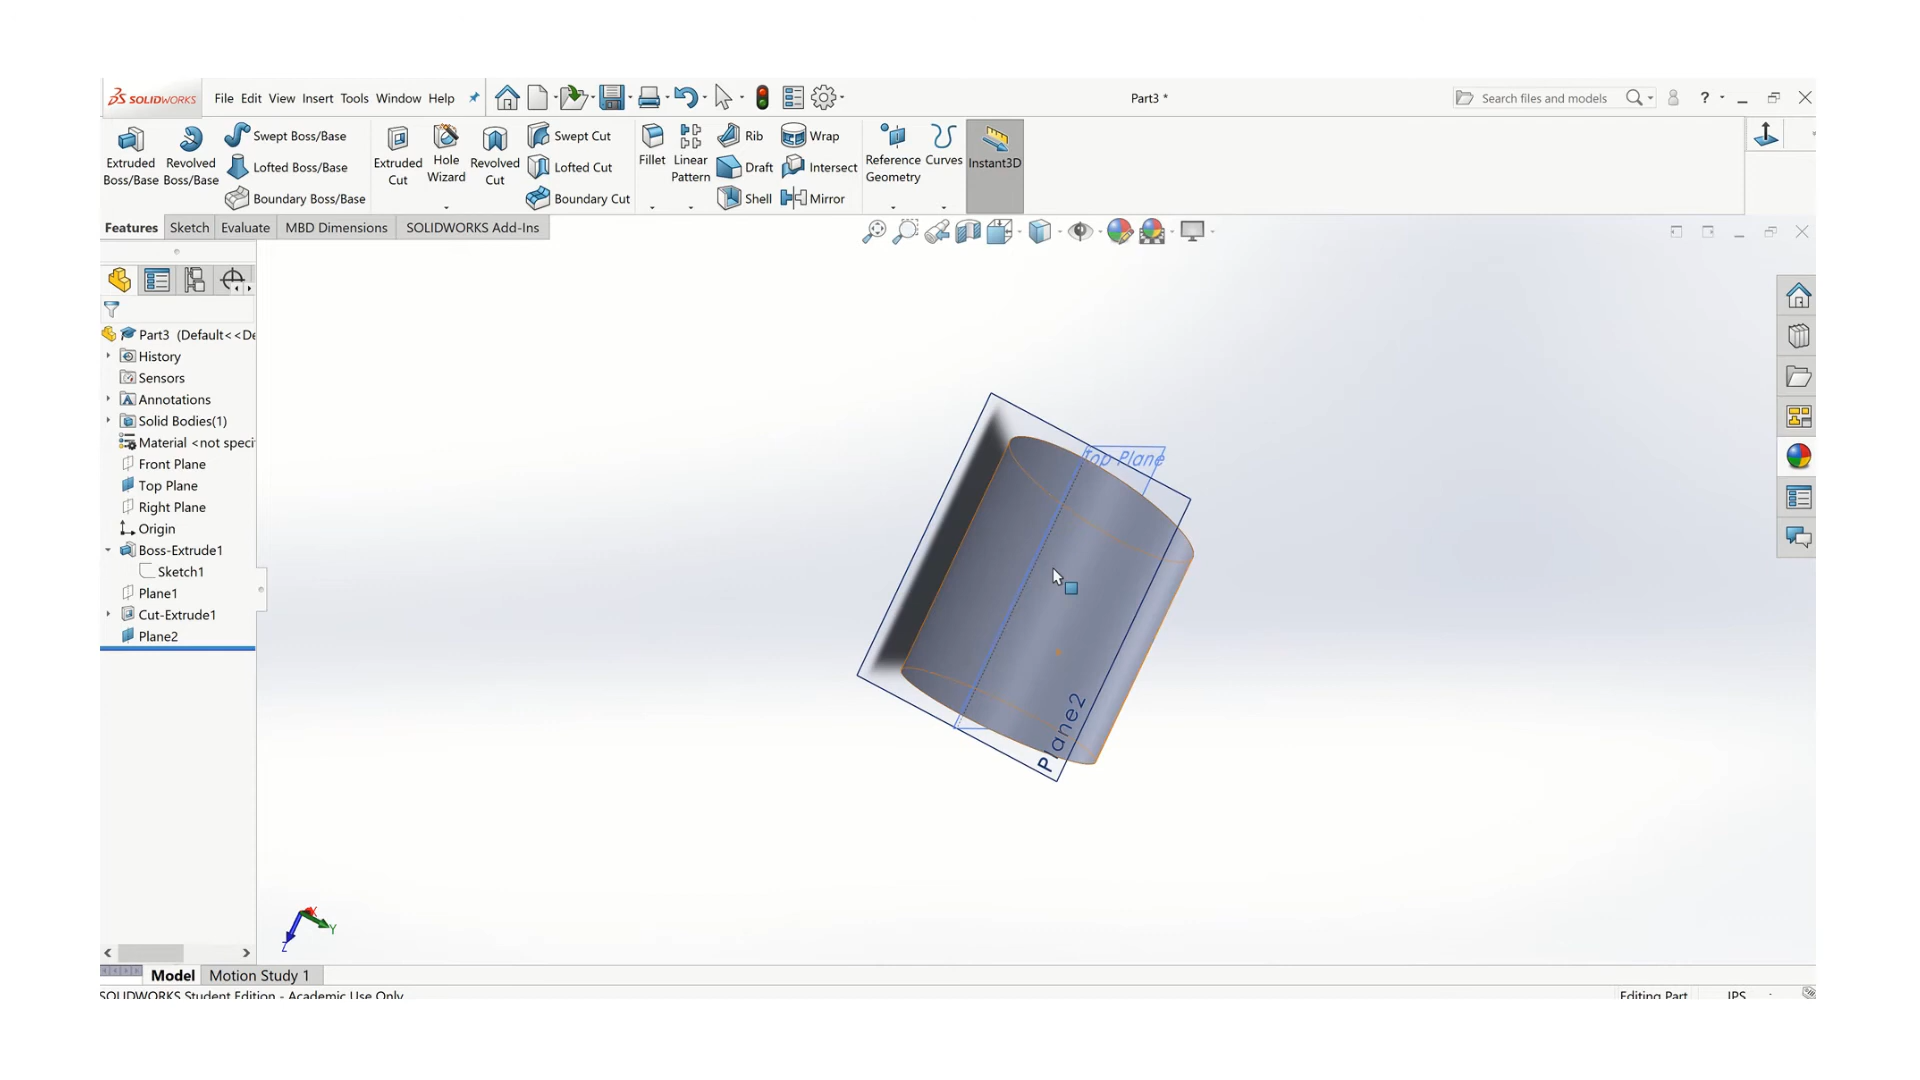 SOLIDWORKS File Edit View Insert Tools Window Help Part3 * Search files and models ?
Extruded Boss/Base
Revolved Boss/Base
Swept Boss/Base
Lofted Boss/Base
Boundary Boss/Base
Extruded Cut
Hole Wizard
Revolved Cut
Swept Cut
Lofted Cut
Boundary Cut
Fillet
Linear Pattern
Rib
Draft
Shell
Wrap
Intersect
Mirror
Reference Geometry
Curves
Instant3D
Features Sketch Evaluate MBD Dimensions SOLIDWORKS Add-Ins
Part3 (Default<<De
History
Sensors
Annotations
Solid Bodies(1)
Material <not speci
Front Plane
Top Plane
Right Plane
Origin
Boss-Extrude1
Sketch1
Plane1
Cut-Extrude1
Plane2
Top Plane
Plane2
X
Y
Z
Model Motion Study 1
SOLIDWORKS Student Edition - Academic Use Only Editing Part IPS